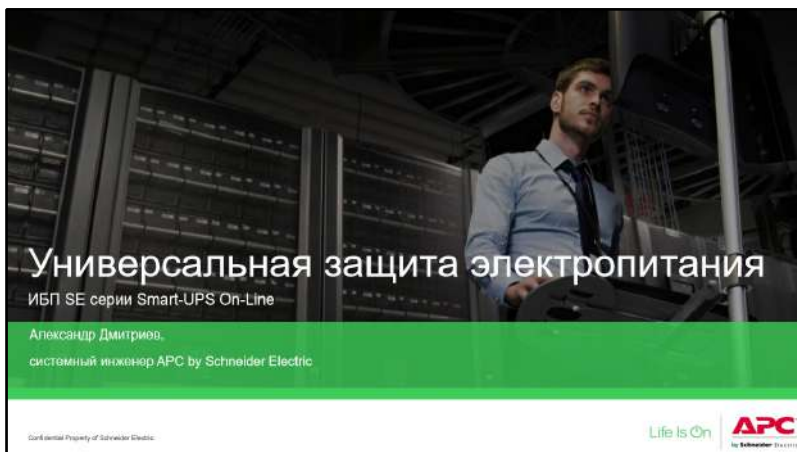 Универсальная защита электропитания
ИБП SE серии Smart-UPS On-Line
Александр Дмитриев,
системный инженер APC by Schneider Electric
Confidential Property of Schneider Electric
Life Is On
APC
by Schneider Electric